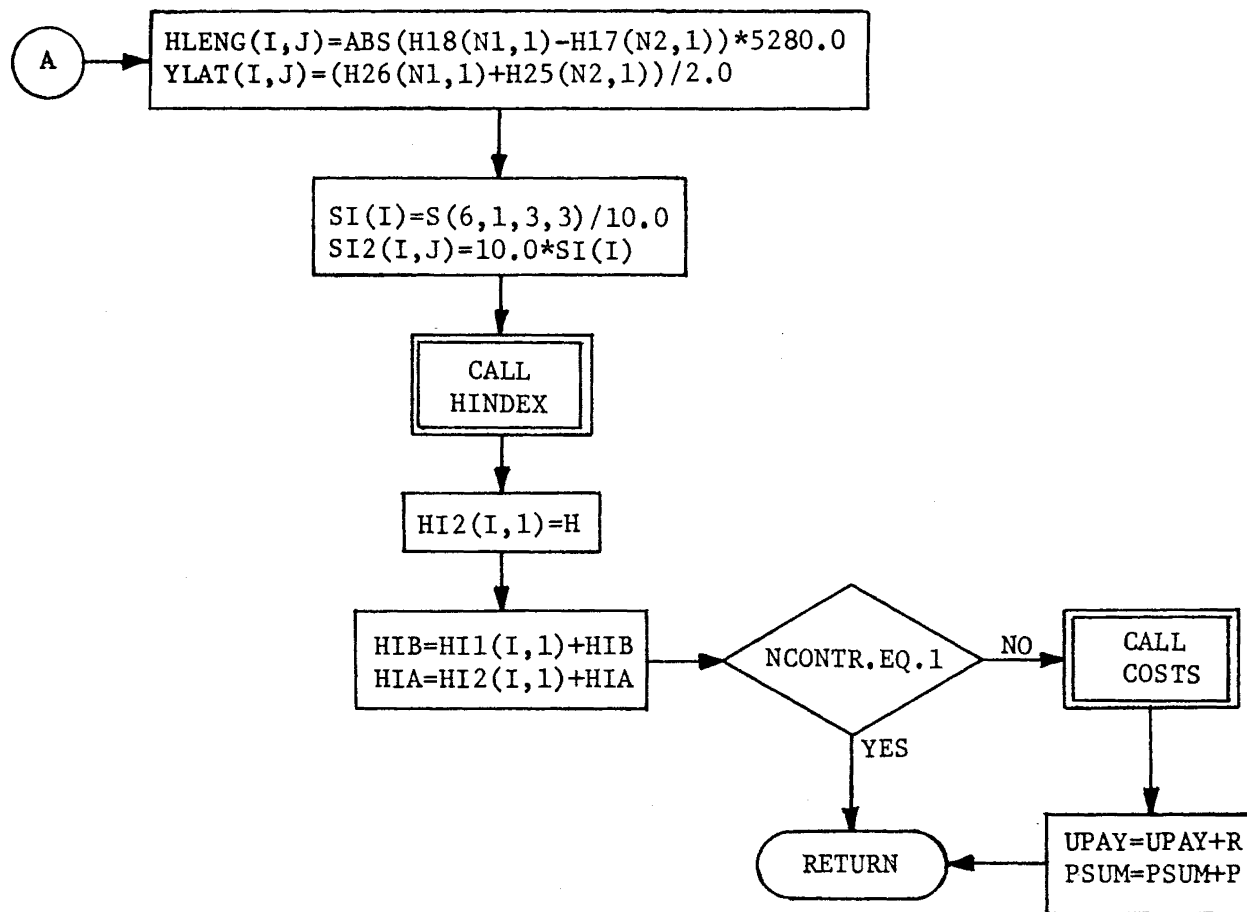 A
HLENG(I,J)=ABS(H18(N1,1)-H17(N2,1))*5280.0
YLAT(I,J)=(H26(N1,1)+H25(N2,1))/2.0
SI(I)=S(6,1,3,3)/10.0
SI2(I,J)=10.0*SI(I)
CALL
HINDEX
HI2(I,1)=H
HIB=HI1(I,1)+HIB
HIA=HI2(I,1)+HIA
NCONTR.EQ.1
NO
CALL
COSTS
YES
UPAY=UPAY+R
PSUM=PSUM+P
RETURN